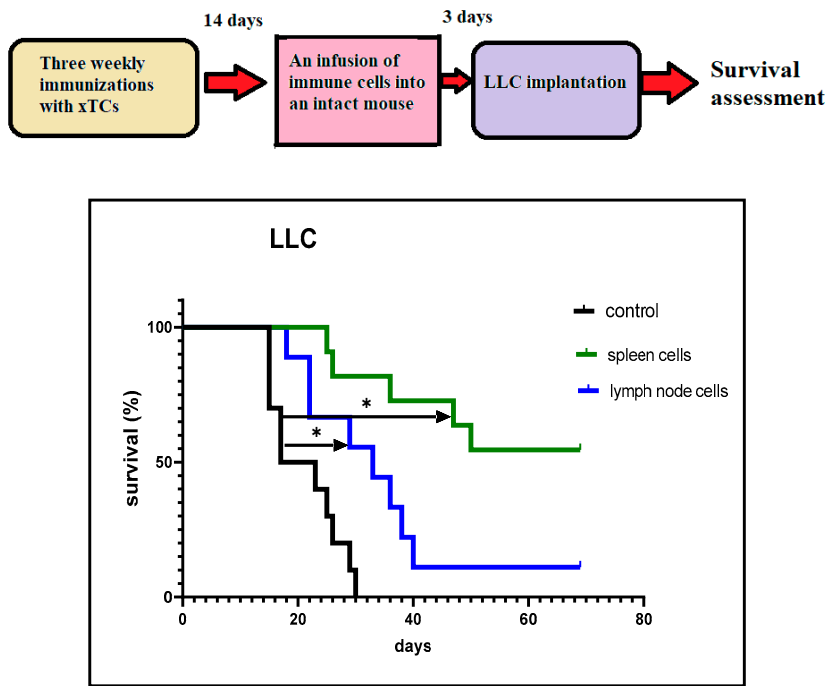 14 days
3 days
Three weekly
immunizations
with xTCs
An infusion of
immune cells into
an intact mouse
LLC implantation
Survival
assessment
LLC
control
spleen cells
lymph node cells
survival (%)
100
50
0
*
*
0 20 40 60 80
days